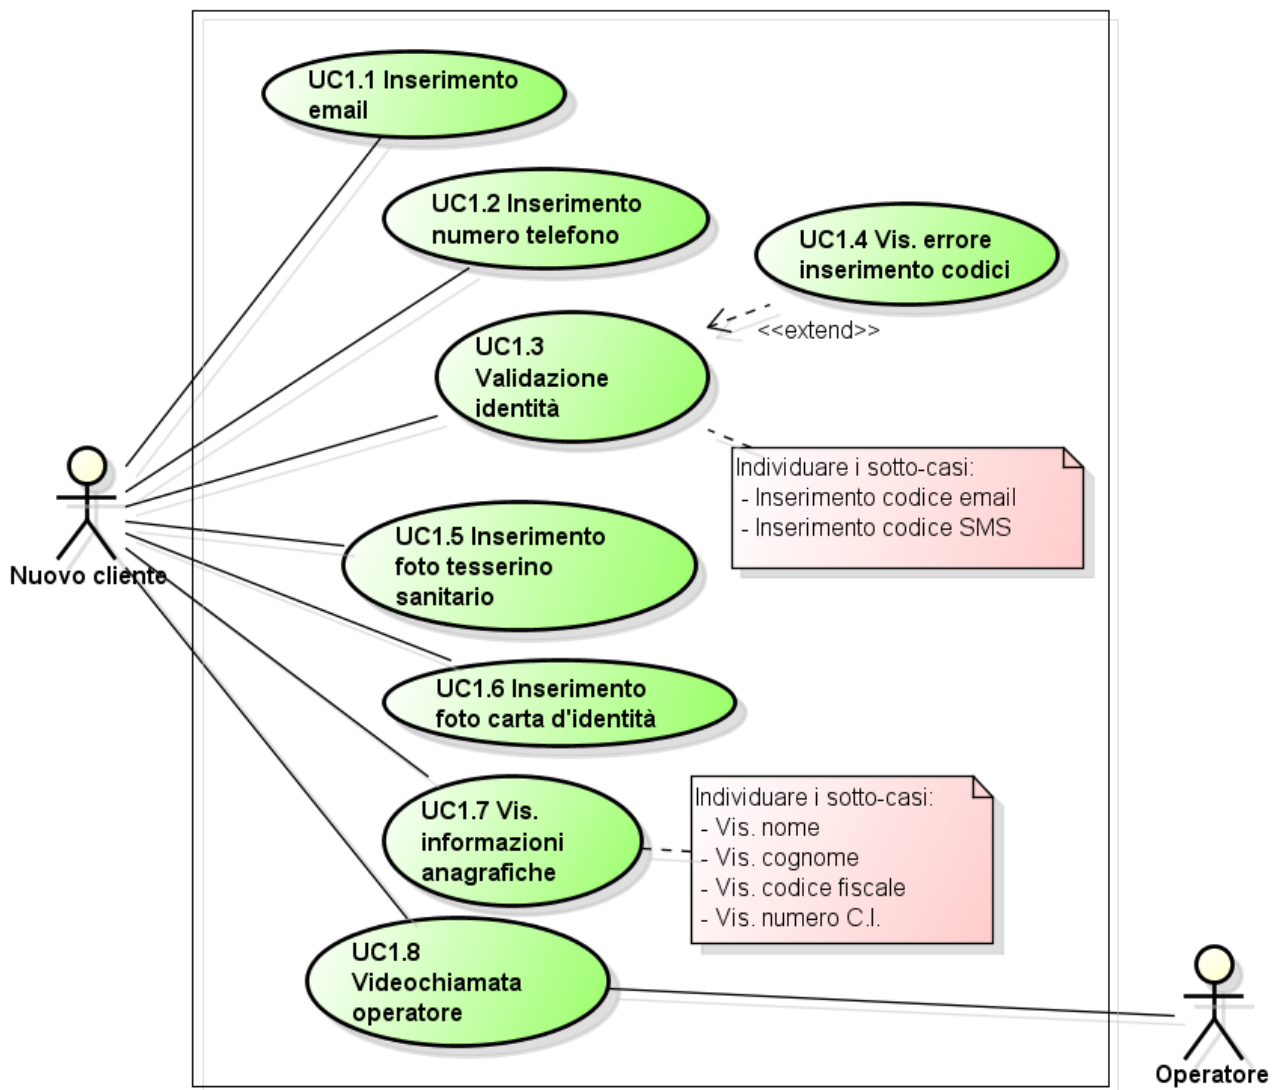 UC1.1 Inserimento
email
UC1.2 Inserimento
numero telefono
UC1.4 Vis. errore
inserimento codici
<<extend>>
UC1.3
Validazione
identità
Individuare i sotto-casi:
- Inserimento codice email
- Inserimento codice SMS
Nuovo cliente
UC1.5 Inserimento
foto tesserino
sanitario
UC1.6 Inserimento
foto carta d'identità
UC1.7 Vis.
informazioni
anagrafiche
Individuare i sotto-casi:
- Vis. nome
- Vis. cognome
- Vis. codice fiscale
- Vis. numero C.I.
UC1.8
Videochiamata
operatore
Operatore